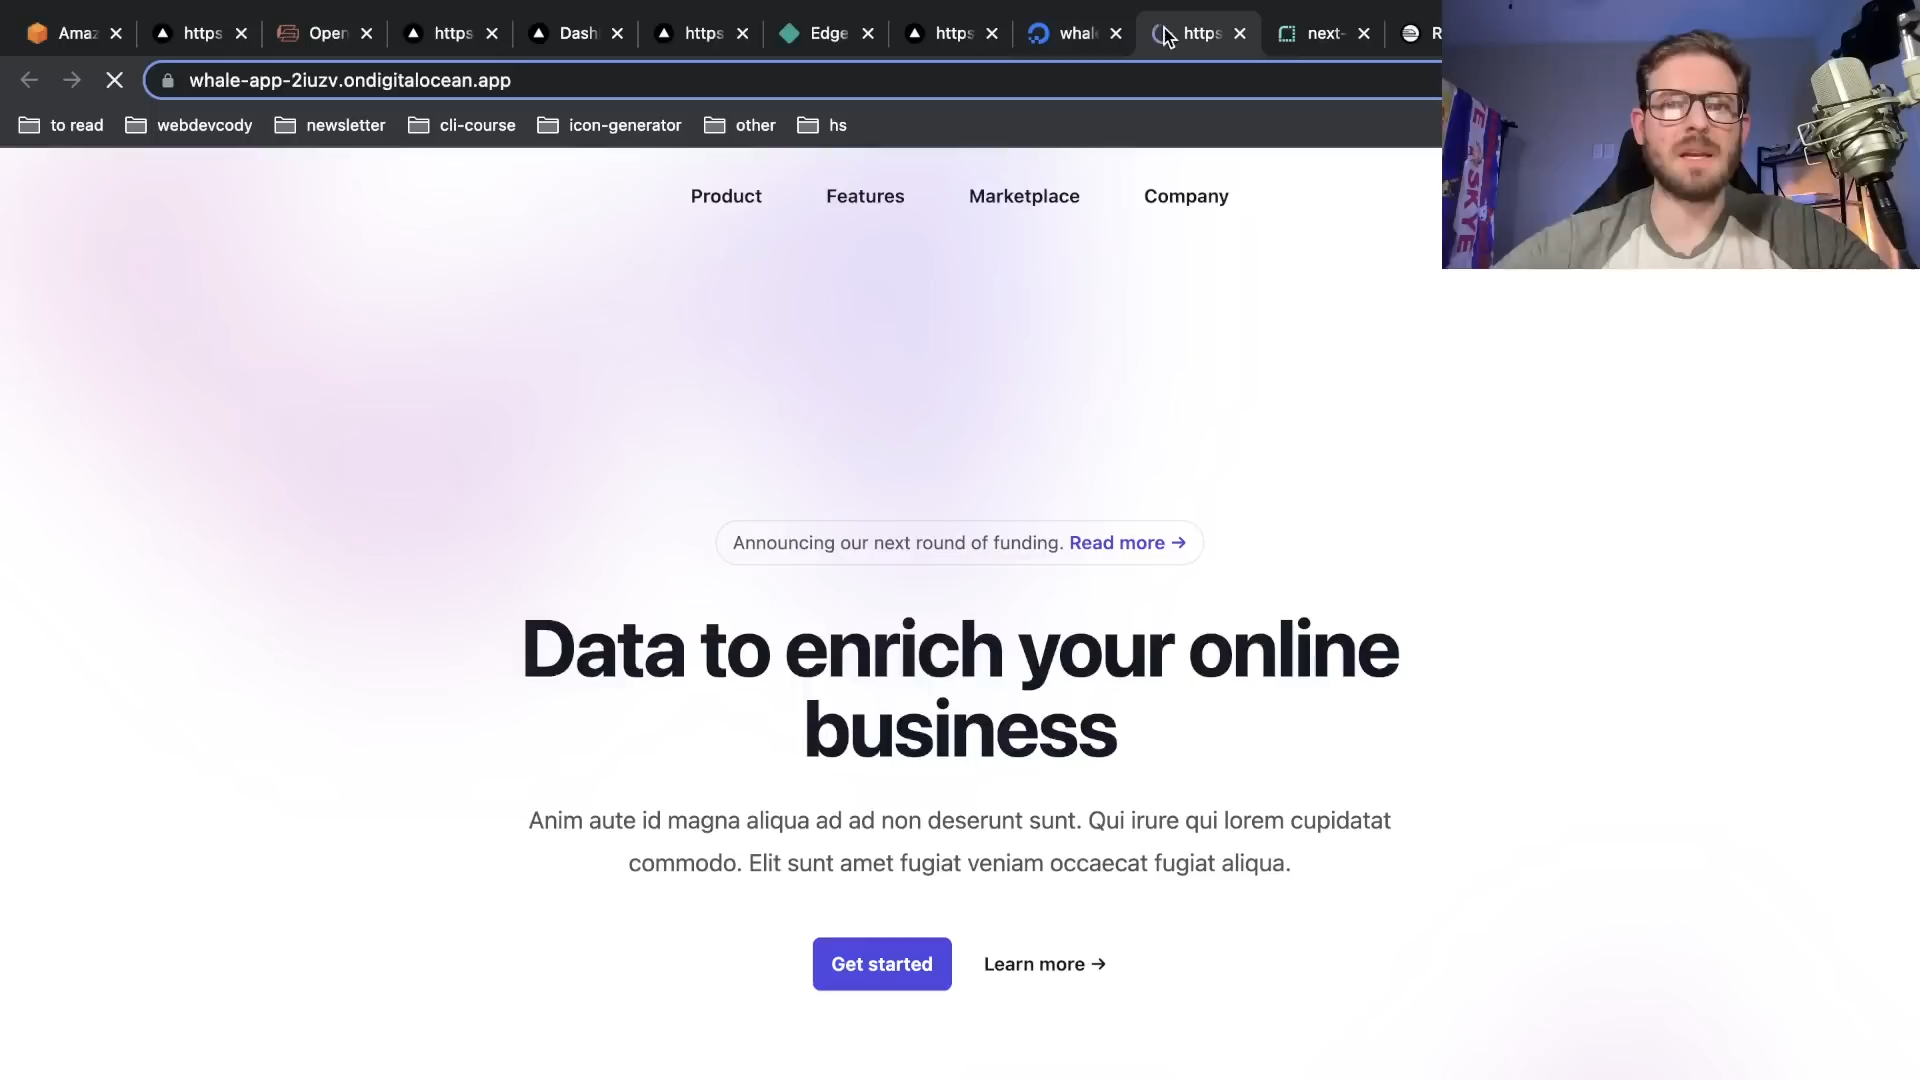 Amaz
https
Open
https
Dash
https
Edge
https
whal
https
next-
R
whale-app-2iuzv.ondigitalocean.app
to read
webdevcody
newsletter
cli-course
icon-generator
other
hs
Product
Features
Marketplace
Company
Announcing our next round of funding. Read more →
Data to enrich your online
business
Anim aute id magna aliqua ad ad non deserunt sunt. Qui irure qui lorem cupidatat
commodo. Elit sunt amet fugiat veniam occaecat fugiat aliqua.
Get started
Learn more →